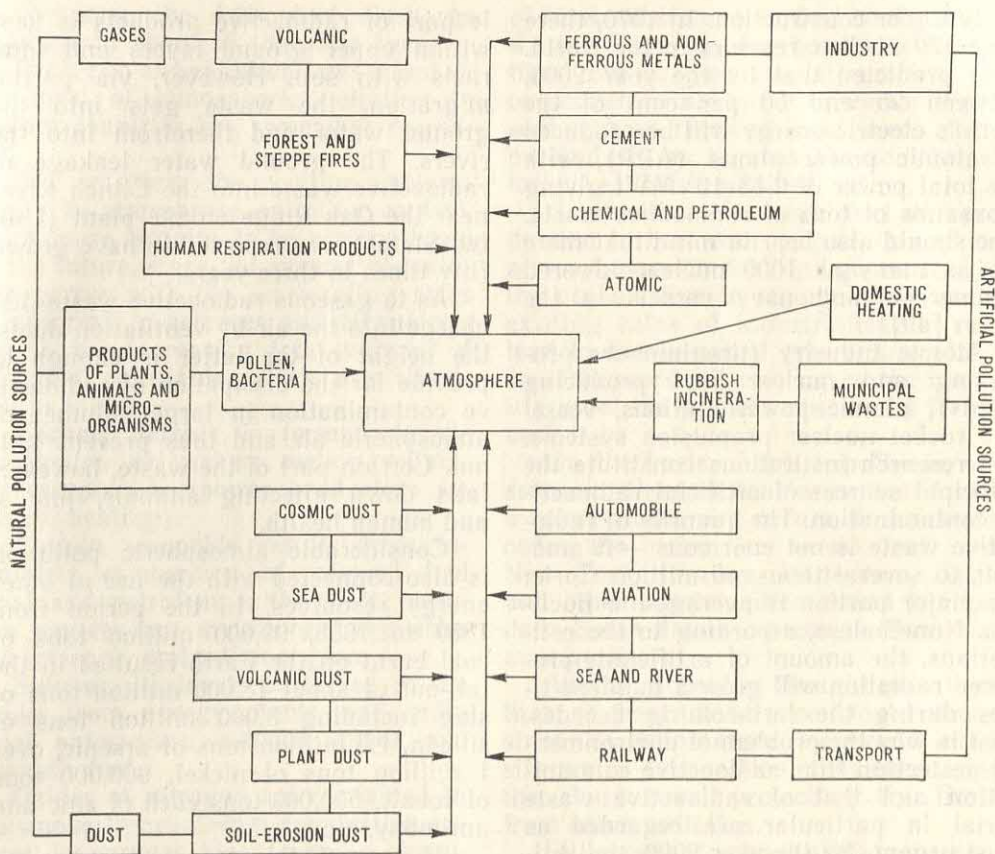 GASES
VOLCANIC
FERROUS AND NON-
FERROUS METALS
INDUSTRY
FOREST AND
STEPPE FIRES
CEMENT
CHEMICAL AND PETROLEUM
HUMAN RESPIRATION PRODUCTS
ATOMIC
DOMESTIC
HEATING
NATURAL POLLUTION SOURCES
PRODUCTS
OF PLANTS,
ANIMALS AND
MICRO-
ORGANISMS
POLLEN,
BACTERIA
ATMOSPHERE
RUBBISH
INCINERA-
TION
MUNICIPAL
WASTES
ARTIFICIAL POLLUTION SOURCES
COSMIC DUST
AUTOMOBILE
SEA DUST
AVIATION
VOLCANIC DUST
SEA AND RIVER
PLANT DUST
RAILWAY
TRANSPORT
DUST
SOIL-EROSION DUST